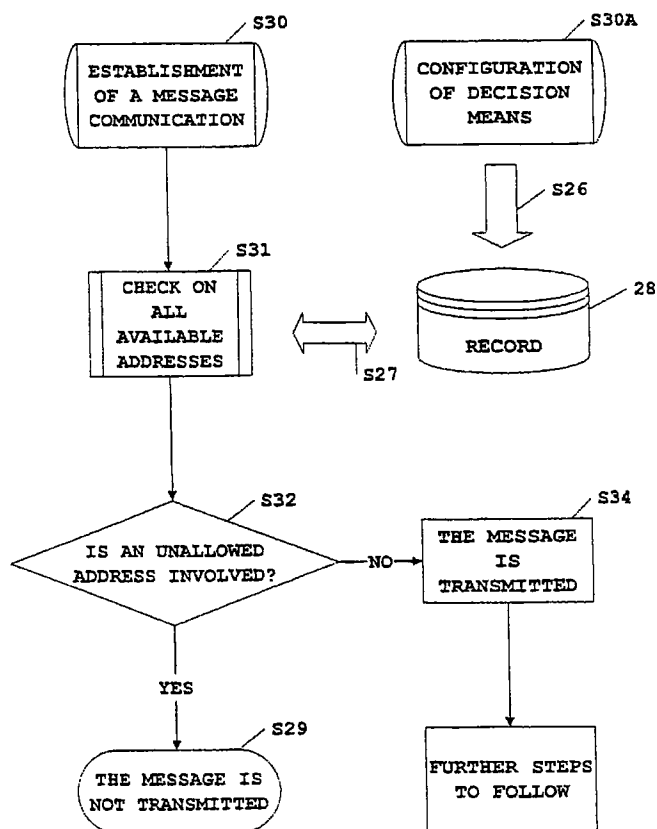 S30
ESTABLISHMENT
OF A MESSAGE
COMMUNICATION
S30A
CONFIGURATION
OF DECISION
MEANS
S26
S31
CHECK ON
ALL
AVAILABLE
ADDRESSES
S27
28
RECORD
S32
IS AN UNALLOWED
ADDRESS INVOLVED?
NO
S34
THE MESSAGE
IS
TRANSMITTED
YES
S29
THE MESSAGE IS
NOT TRANSMITTED
FURTHER STEPS
TO FOLLOW